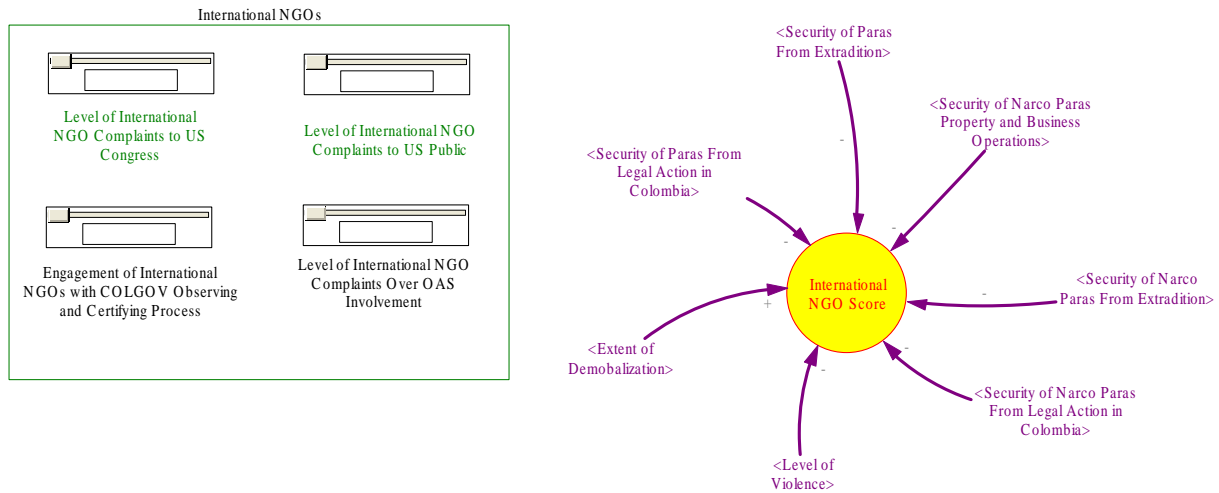 International NGOs
Level of International
NGO Complaints to US
Congress
Level of International NGO
Complaints to US Public
Engagement of International
NGOs with COLGOV Observing
and Certifying Process
Level of International NGO
Complaints Over OAS
Involvement
<Security of Paras
From Extradition>
-
<Security of Narco Paras
Property and Business
Operations>
-
<Security of Paras From
Legal Action in
Colombia>
-
International
NGO Score
<Security of Narco
Paras From Extradition>
-
<Extent of
Demobalization>
+
<Security of Narco Paras
From Legal Action in
Colombia>
-
<Level of
Violence>
-